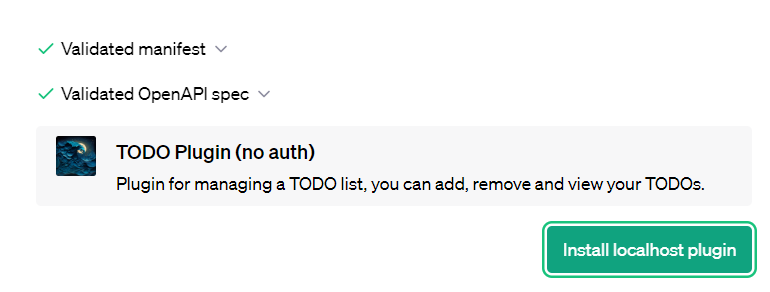 Validated manifest
Validated OpenAPI spec
TODO Plugin (no auth)
Plugin for managing a TODO list, you can add, remove and view your TODOs.
Install localhost plugin